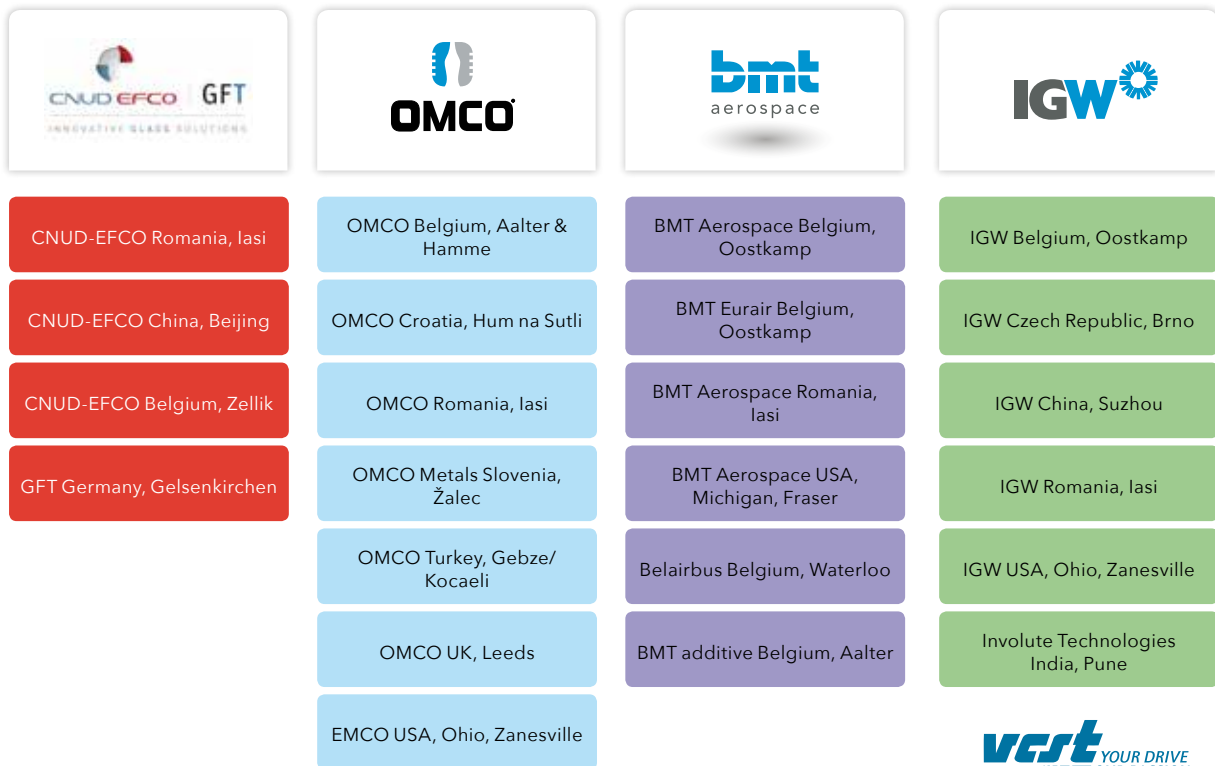 CNUD EFCO GFT
INNOVATIVE GLASS SOLUTIONS
OMCO
bmt
aerospace
IGW
CNUD-EFCO Romania, Iasi
CNUD-EFCO China, Beijing
CNUD-EFCO Belgium, Zellik
GFT Germany, Gelsenkirchen
OMCO Belgium, Aalter &
Hamme
OMCO Croatia, Hum na Sutli
OMCO Romania, Iasi
OMCO Metals Slovenia,
Žalec
OMCO Turkey, Gebze/
Kocaeli
OMCO UK, Leeds
EMCO USA, Ohio, Zanesville
BMT Aerospace Belgium,
Oostkamp
BMT Eurair Belgium,
Oostkamp
BMT Aerospace Romania,
Iasi
BMT Aerospace USA,
Michigan, Fraser
Belairbus Belgium, Waterloo
BMT additive Belgium, Aalter
IGW Belgium, Oostkamp
IGW Czech Republic, Brno
IGW China, Suzhou
IGW Romania, Iasi
IGW USA, Ohio, Zanesville
Involute Technologies
India, Pune
vcst YOUR DRIVE